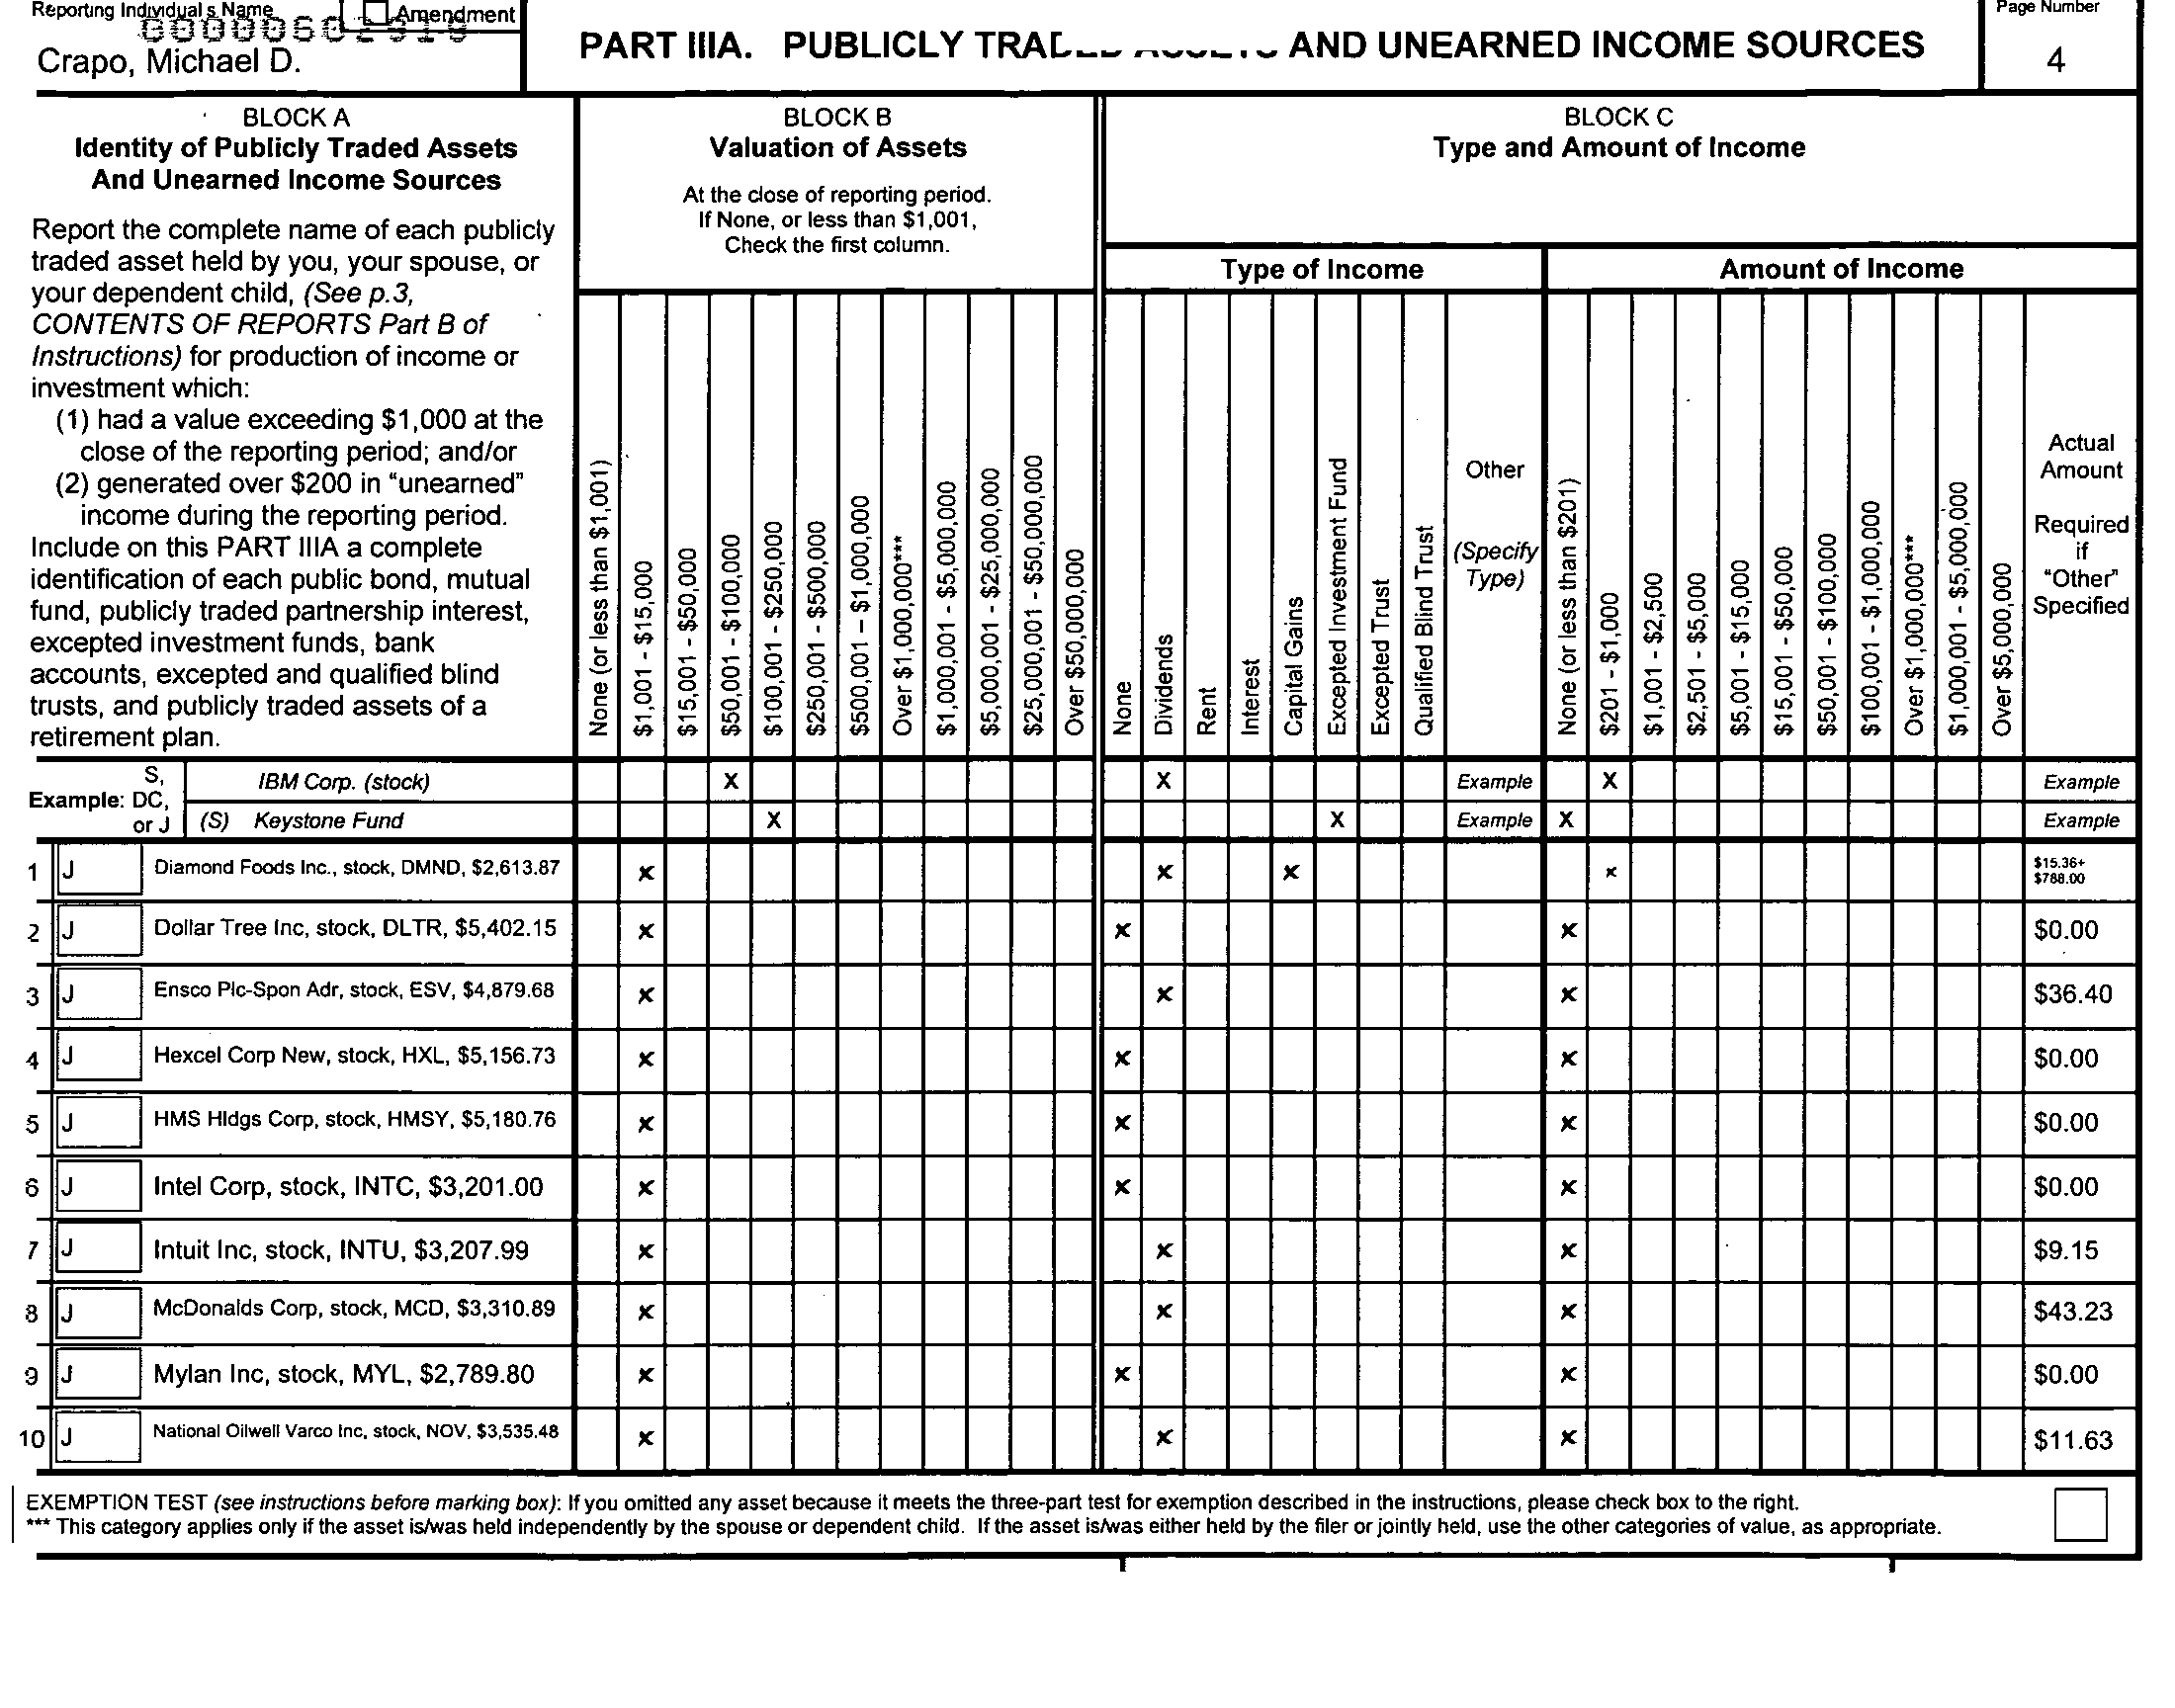 Reporting Individual's Name
Amendment
Crapo, Michael D.
PART IIIA. PUBLICLY AND UNEARNED INCOME SOURCES
Page Number
4
BLOCK A
Identity of Publicly Traded Assets
And Unearned Income Sources
Report the complete name of each publicly
traded asset held by you, your spouse, or
your dependent child, (See p.3,
CONTENTS OF REPORTS Part B of
Instructions) for production of income or
investment which:
(1) had a value exceeding $1,000 at the
close of the reporting period; and/or
(2) generated over $200 in "unearned"
income during the reporting period.
Include on this PART IIIA a complete
identification of each public bond, mutual
fund, publicly traded partnership interest,
excepted investment funds, bank
accounts, excepted and qualified blind
trusts, and publicly traded assets of a
retirement plan.
BLOCK B
Valuation of Assets
At the close of reporting period.
If None, or less than $1,001,
Check the first column.
None (or less than $1,001)
$1,001 - $15,000
$15,001 - $50,000
$50,001 - $100,000
$100,001 - $250,000
$250,001 - $500,000
$500,001 – $1,000,000
Over $1,000,000***
$1,000,001 - $5,000,000
$5,000,001 - $25,000,000
$25,000,001 - $50,000,000
Over $50,000,000
BLOCK C
Type and Amount of Income
Type of Income
None
Dividends
Rent
Interest
Capital Gains
Excepted Investment Fund
Excepted Trust
Qualified Blind Trust
Other
(Specify
Type)
Amount of Income
None (or less than $201)
$201 - $1,000
$1,001 - $2,500
$2,501 - $5,000
$5,001 - $15,000
$15,001 - $50,000
$50,001 - $100,000
$100,001 - $1,000,000
Over $1,000,000***
$1,000,001 - $5,000,000
Over $5,000,000
Actual
Amount
Required
if
"Other"
Specified
Example: S, DC, or J
IBM Corp. (stock) X X Example X Example
(S) Keystone Fund X X Example X Example
1 J Diamond Foods Inc., stock, DMND, $2,613.87 x x x x $15.36+ $788.00
2 J Dollar Tree Inc, stock, DLTR, $5,402.15 x x x $0.00
3 J Ensco Plc-Spon Adr, stock, ESV, $4,879.68 x x x $36.40
4 J Hexcel Corp New, stock, HXL, $5,156.73 x x x $0.00
5 J HMS Hldgs Corp, stock, HMSY, $5,180.76 x x x $0.00
6 J Intel Corp, stock, INTC, $3,201.00 x x x $0.00
7 J Intuit Inc, stock, INTU, $3,207.99 x x x $9.15
8 J McDonalds Corp, stock, MCD, $3,310.89 x x x $43.23
9 J Mylan Inc, stock, MYL, $2,789.80 x x x $0.00
10 J National Oilwell Varco Inc, stock, NOV, $3,535.48 x x x $11.63
EXEMPTION TEST (see instructions before marking box): If you omitted any asset because it meets the three-part test for exemption described in the instructions, please check box to the right.
*** This category applies only if the asset is/was held independently by the spouse or dependent child. If the asset is/was either held by the filer or jointly held, use the other categories of value, as appropriate.